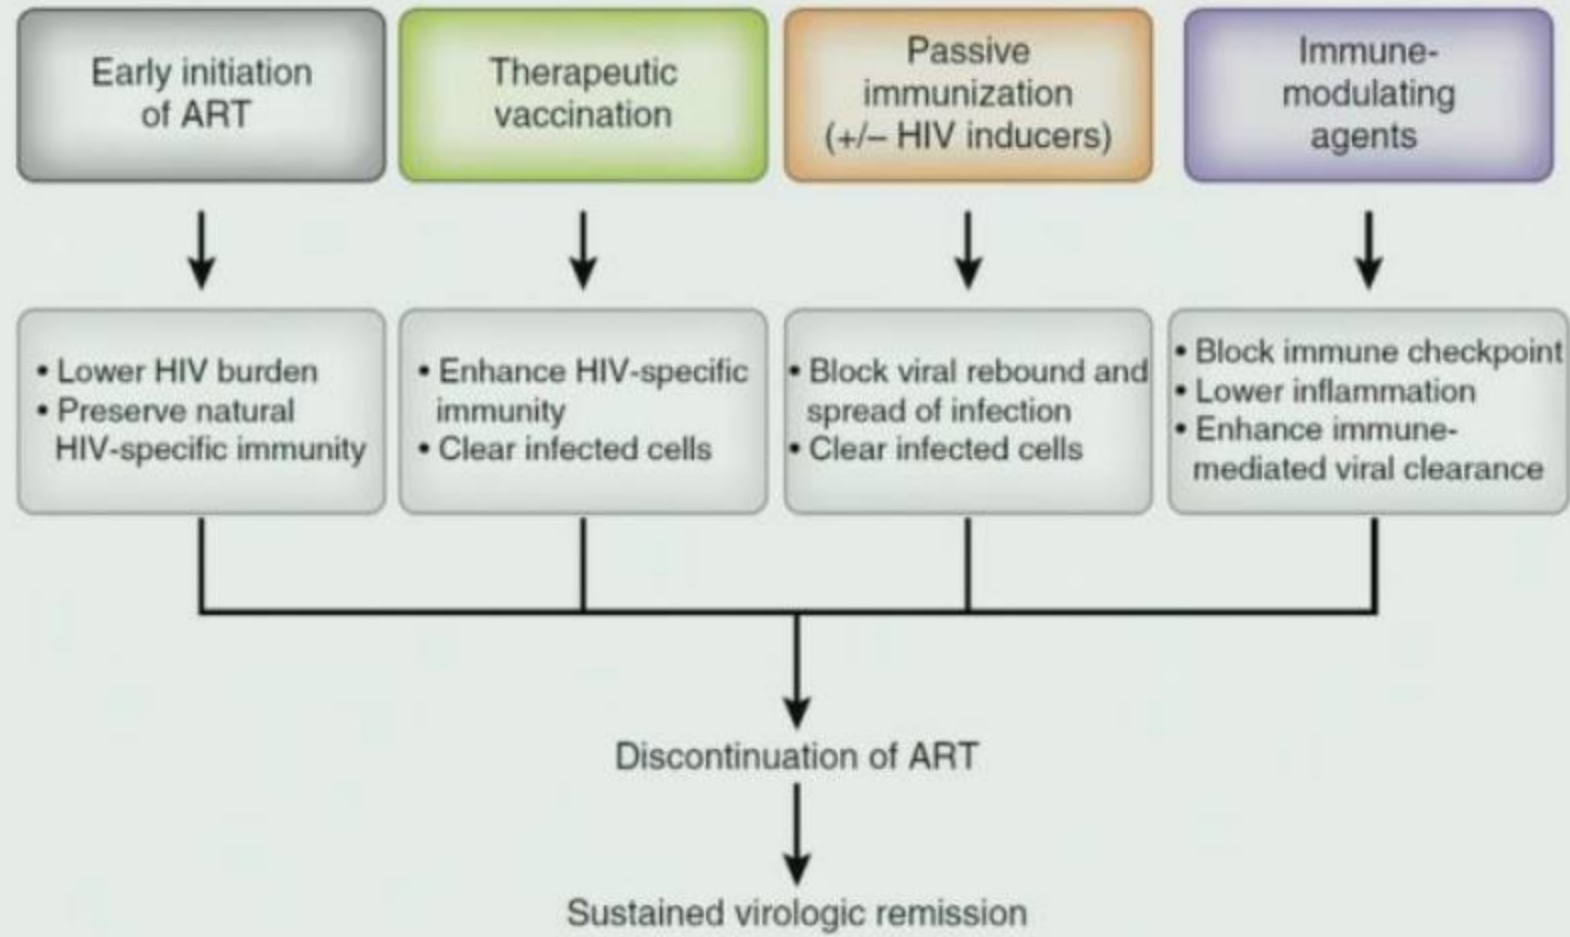 Early initiation
of ART
Therapeutic
vaccination
Passive
immunization
(+/– HIV inducers)
Immune-
modulating
agents
• Lower HIV burden
• Preserve natural
HIV-specific immunity
• Enhance HIV-specific
immunity
• Clear infected cells
• Block viral rebound and
spread of infection
• Clear infected cells
• Block immune checkpoint
• Lower inflammation
• Enhance immune-
mediated viral clearance
Discontinuation of ART
Sustained virologic remission